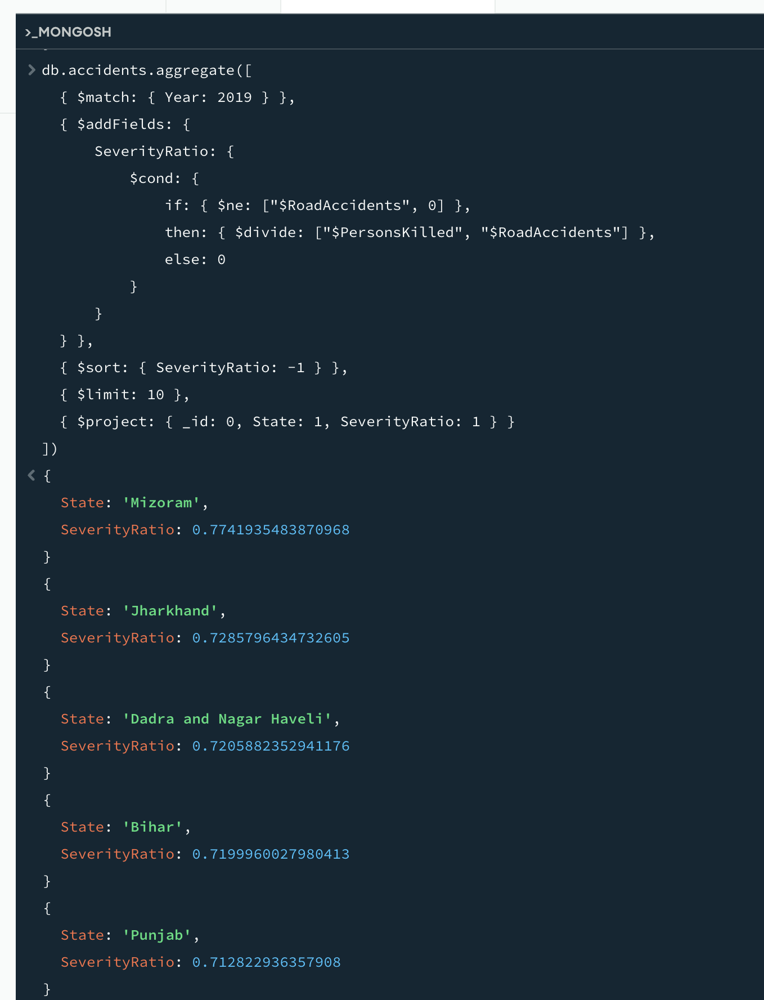 >_MONGOSH
> db.accidents.aggregate([
{ $match: { Year: 2019 } },
{ $addFields: {
SeverityRatio: {
$cond: {
if: { $ne: ["$RoadAccidents", 0] },
then: { $divide: ["$PersonsKilled", "$RoadAccidents"] },
else: 0
}
}
} },
{ $sort: { SeverityRatio: -1 } },
{ $limit: 10 },
{ $project: { _id: 0, State: 1, SeverityRatio: 1 } }
])
< {
State: 'Mizoram',
SeverityRatio: 0.7741935483870968
}
{
State: 'Jharkhand',
SeverityRatio: 0.7285796434732605
}
{
State: 'Dadra and Nagar Haveli',
SeverityRatio: 0.7205882352941176
}
{
State: 'Bihar',
SeverityRatio: 0.7199960027980413
}
{
State: 'Punjab',
SeverityRatio: 0.712822936357908
}